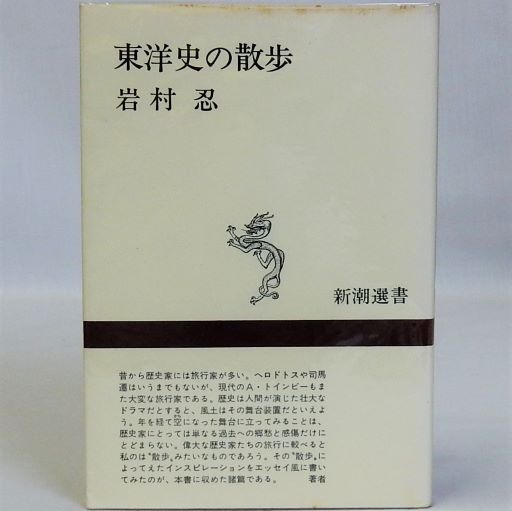 東洋史の散歩
岩村 忍
新潮選書
昔から歴史家には旅行家が多い。ヘロドトスや司馬
遷はいうまでもないが、現代のA・トインビーもま
た大変な旅行家である。歴史は人間が演じた壮大な
ドラマだとすると、風土はその舞台装置だといえよ
う。年を経て空になった舞台に立ってみることは、
歴史家にとっては単なる過去への郷愁と感傷だけに
とどまらない。偉大な歴史家たちの旅行に較べると
私のは〝散歩〟みたいなものであろう。その〝散歩〟に
よってえたインスピレーションをエッセイ風に書い
てみたのが、本書に収めた諸篇である。 著者